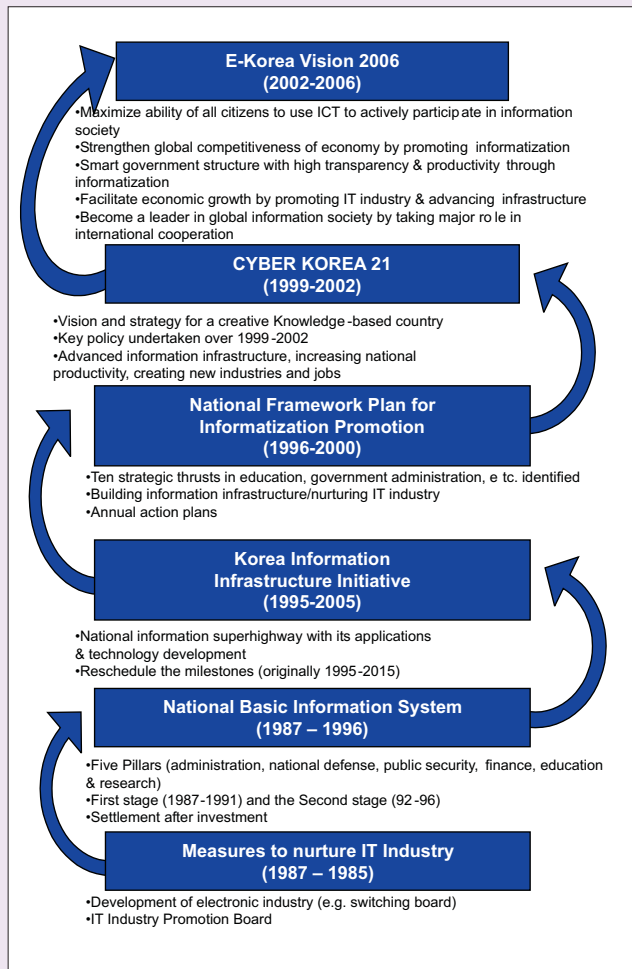 E-Korea Vision 2006
(2002-2006)
•Maximize ability of all citizens to use ICT to actively participate in information
society
•Strengthen global competitiveness of economy by promoting informatization
•Smart government structure with high transparency & productivity through
informatization
•Facilitate economic growth by promoting IT industry & advancing infrastructure
•Become a leader in global information society by taking major ro le in
international cooperation
CYBER KOREA 21
(1999-2002)
•Vision and strategy for a creative Knowledge-based country
•Key policy undertaken over 1999-2002
•Advanced information infrastructure, increasing national
productivity, creating new industries and jobs
National Framework Plan for
Informatization Promotion
(1996-2000)
•Ten strategic thrusts in education, government administration, e tc. identified
•Building information infrastructure/nurturing IT industry
•Annual action plans
Korea Information
Infrastructure Initiative
(1995-2005)
•National information superhighway with its applications
& technology development
•Reschedule the milestones (originally 1995-2015)
National Basic Information System
(1987 – 1996)
•Five Pillars (administration, national defense, public security, finance, education
& research)
•First stage (1987-1991) and the Second stage (92-96)
•Settlement after investment
Measures to nurture IT Industry
(1987 – 1985)
•Development of electronic industry (e.g. switching board)
•IT Industry Promotion Board